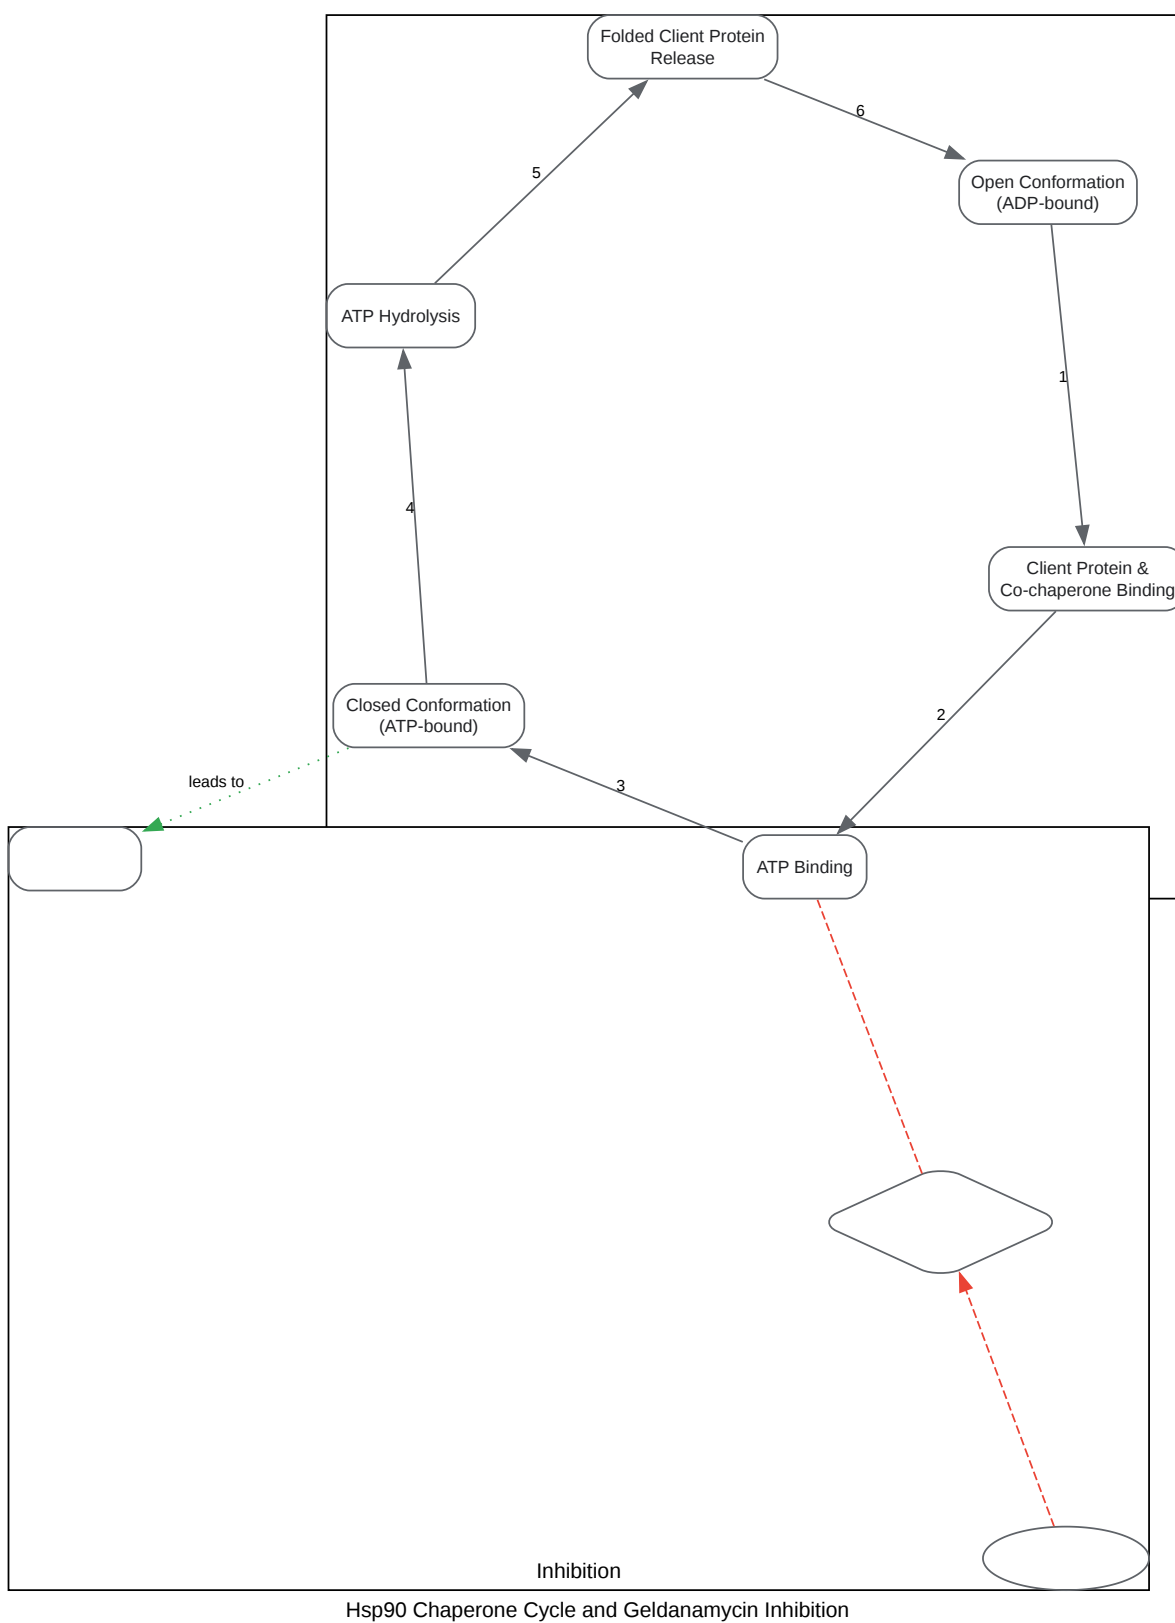 Folded Client Protein
Release
6
5
Open Conformation
(ADP-bound)
ATP Hydrolysis
1
4
Client Protein &
Co-chaperone Binding
Closed Conformation
(ATP-bound)
2
leads to
3
ATP Binding
Inhibition
Hsp90 Chaperone Cycle and Geldanamycin Inhibition